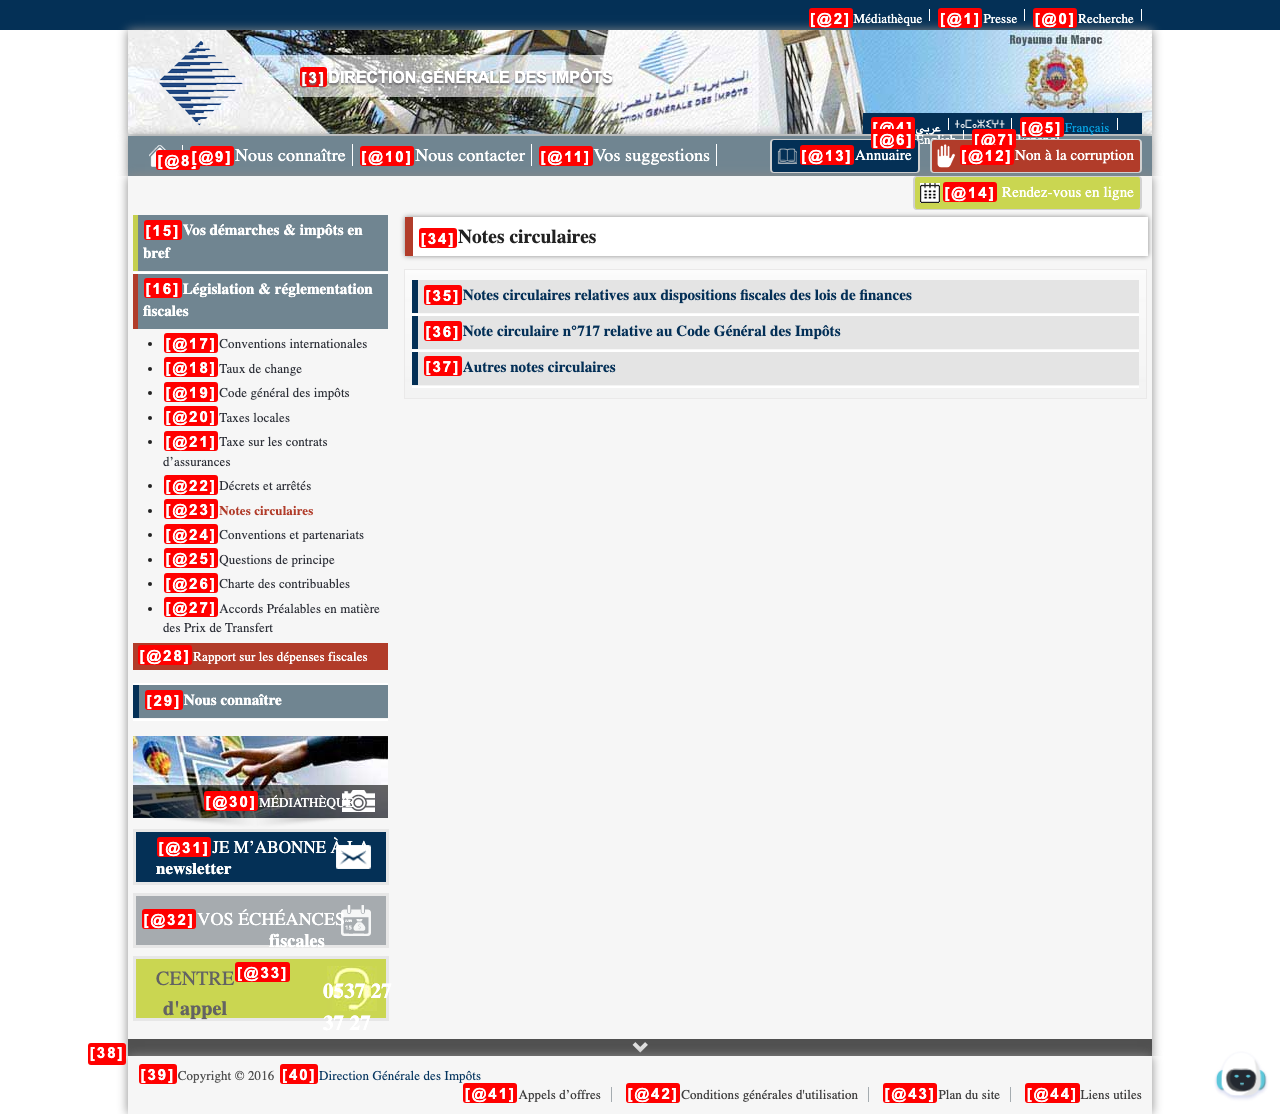 [@2] Médiathèque [@1] Presse [@0] Recherche
Royaume du Maroc
[3] DIRECTION GÉNÉRALE DES IMPÔTS
المديرية العامة للضرائب
DIRECTION GÉNÉRALE DES IMPÔTS
[@4] عربي ⵜⴰⵎⴰⵣⵉⵖⵜ [@5] Français
[@6] English [@7]
[@8 [@9] Nous connaître [@10] Nous contacter [@11] Vos suggestions
[@13] Annuaire
[@12] Non à la corruption
[@14] Rendez-vous en ligne
[15] Vos démarches & impôts en
bref
[16] Législation & réglementation
fiscales
[@17] Conventions internationales
[@18] Taux de change
[@19] Code général des impôts
[@20] Taxes locales
[@21] Taxe sur les contrats
d’assurances
[@22] Décrets et arrêtés
[@23] Notes circulaires
[@24] Conventions et partenariats
[@25] Questions de principe
[@26] Charte des contribuables
[@27] Accords Préalables en matière
des Prix de Transfert
[@28] Rapport sur les dépenses fiscales
[29] Nous connaître
[@30] MÉDIATHÈQUE
[@31] JE M’ABONNE À LA
newsletter
[@32] VOS ÉCHÉANCES
fiscales
CENTRE [@33]
d'appel
0537 27
37 27
[34] Notes circulaires
[35] Notes circulaires relatives aux dispositions fiscales des lois de finances
[36] Note circulaire n°717 relative au Code Général des Impôts
[37] Autres notes circulaires
[38]
[39] Copyright © 2016 [40] Direction Générale des Impôts
[@41] Appels d’offres [@42] Conditions générales d'utilisation [@43] Plan du site [@44] Liens utiles